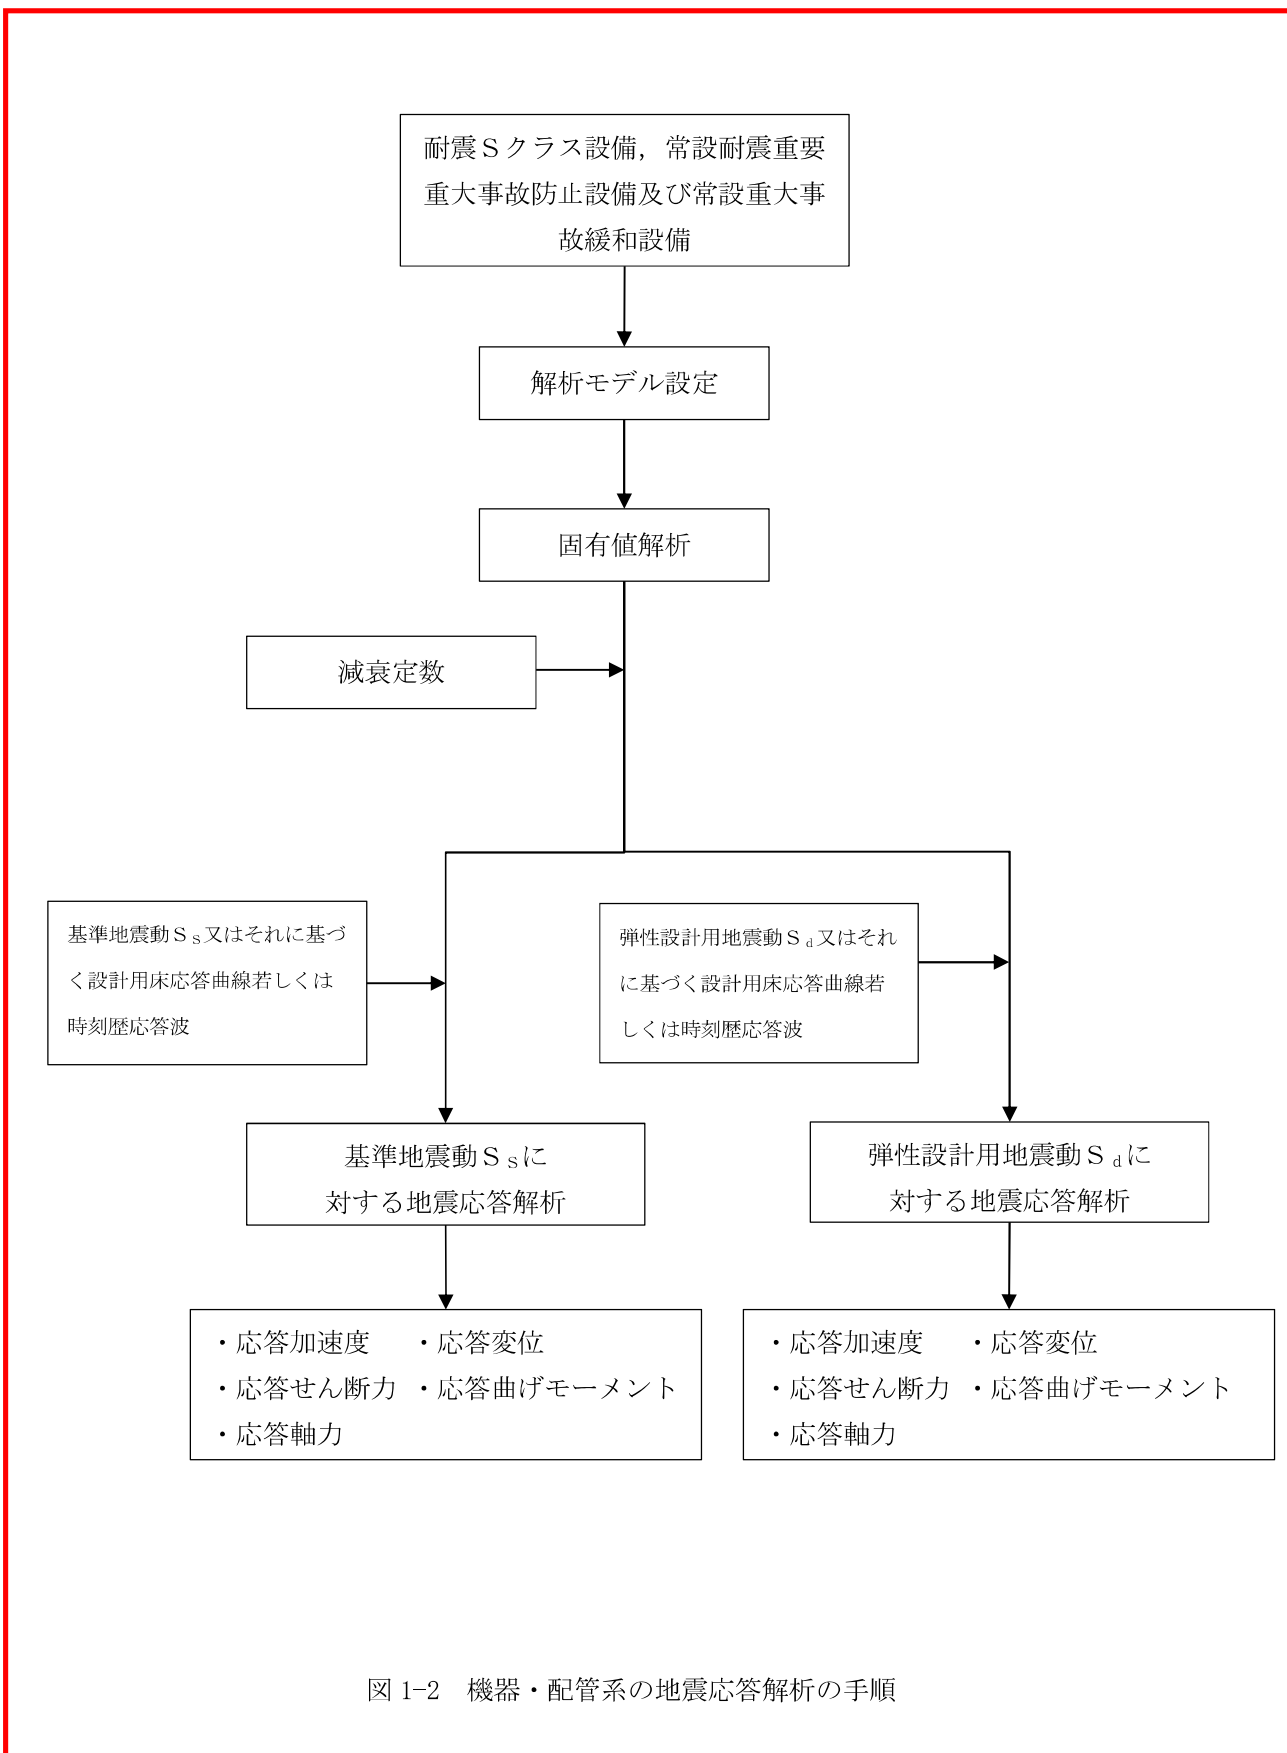 耐震Ｓクラス設備，常設耐震重要
重大事故防止設備及び常設重大事
故緩和設備
解析モデル設定
固有値解析
減衰定数
基準地震動Ｓｓ又はそれに基づ
く設計用床応答曲線若しくは
時刻歴応答波
弾性設計用地震動Ｓｄ又はそれ
に基づく設計用床応答曲線若
しくは時刻歴応答波
基準地震動Ｓｓに
対する地震応答解析
弾性設計用地震動Ｓｄに
対する地震応答解析
・応答加速度　・応答変位
・応答せん断力　・応答曲げモーメント
・応答軸力
・応答加速度　・応答変位
・応答せん断力　・応答曲げモーメント
・応答軸力
図 1-2　機器・配管系の地震応答解析の手順